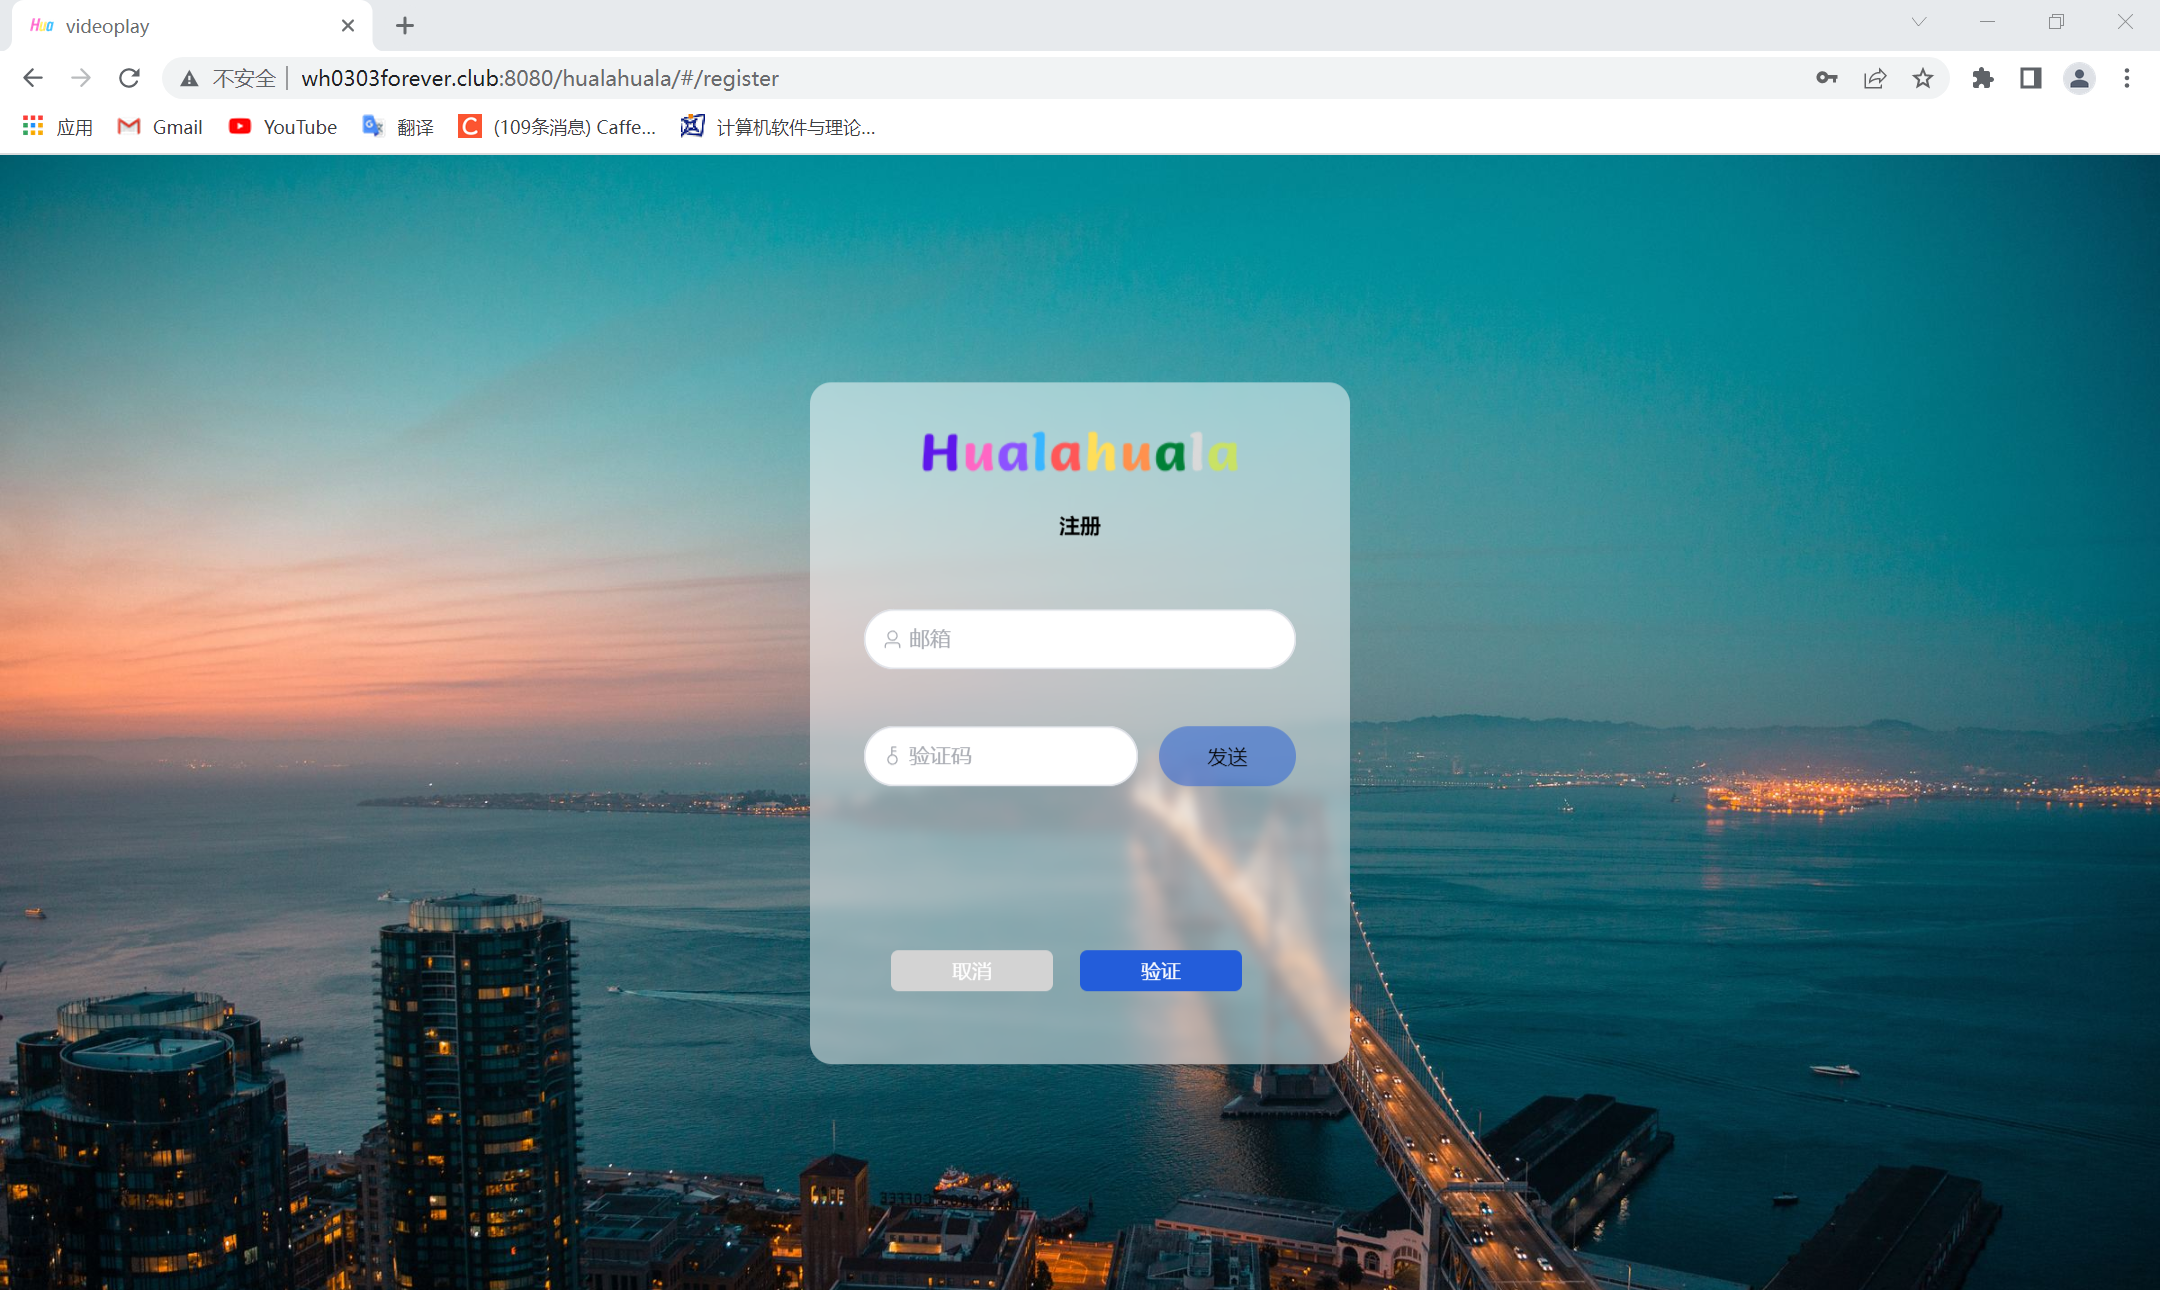 Hua videoplay
不安全 wh0303forever.club:8080/hualahuala/#/register
应用 Gmail YouTube 翻译 (109条消息) Caffe... 计算机软件与理论...
Hualahuala
注册
邮箱
验证码 发送
取消 验证